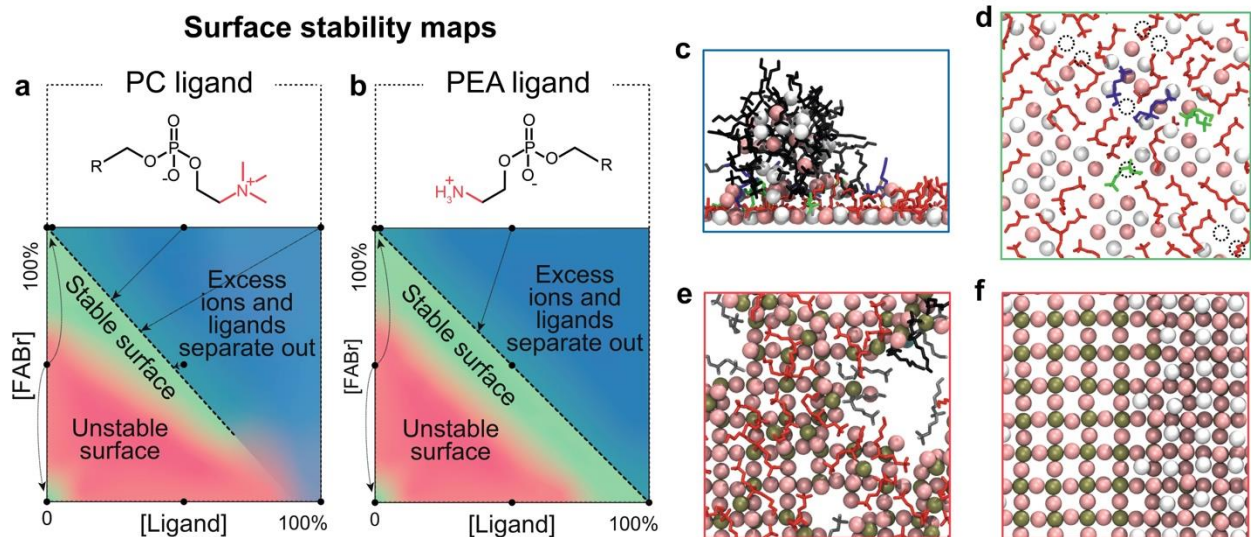 Surface stability maps
a
PC ligand
R
O
P
O
O-
O
N+
b
PEA ligand
H3N+
O
P
O
O
O-
R
100%
[FABr]
Stable surface
Excess
ions and
ligands
separate out
Unstable
surface
0
[Ligand]
100%
100%
[FABr]
Stable surface
Excess
ions and
ligands
separate out
Unstable
surface
0
[Ligand]
100%
c
d
e
f